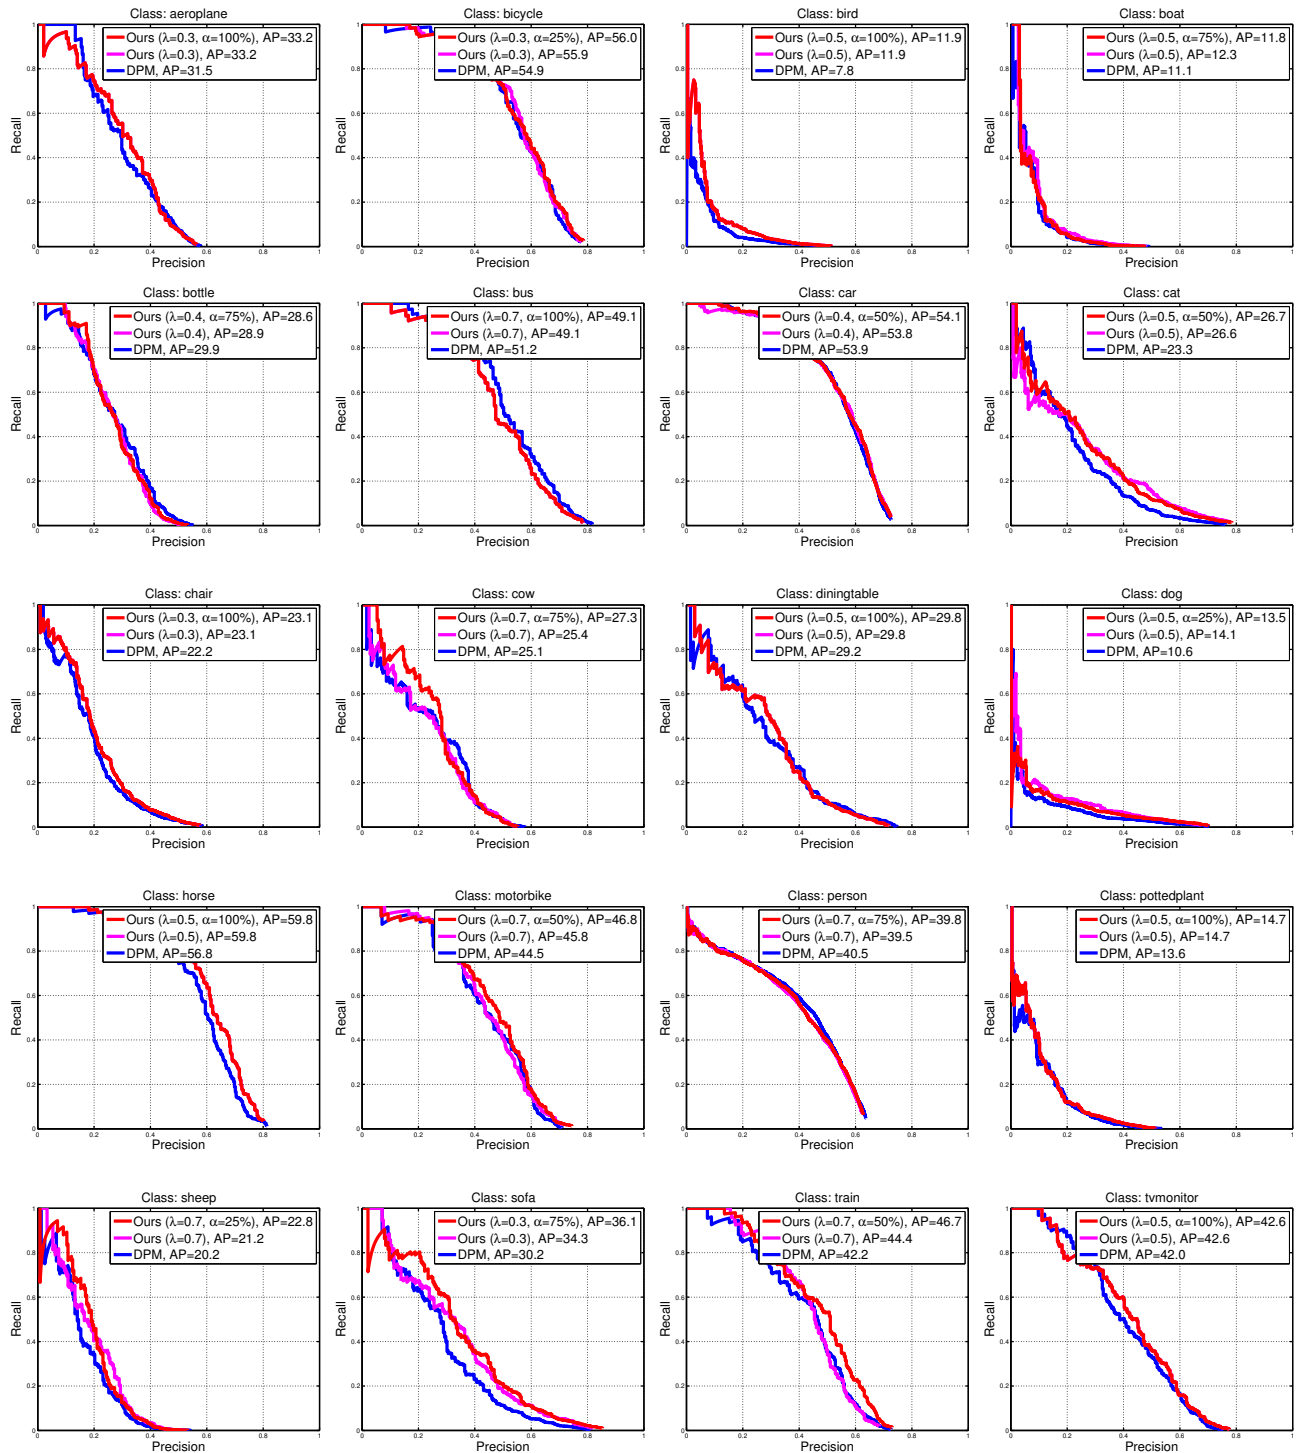 Class: aeroplane
Ours (λ=0.3, α=100%), AP=33.2
Ours (λ=0.3), AP=33.2
DPM, AP=31.5
Recall
Precision
Class: bicycle
Ours (λ=0.3, α=25%), AP=56.0
Ours (λ=0.3), AP=55.9
DPM, AP=54.9
Recall
Precision
Class: bird
Ours (λ=0.5, α=100%), AP=11.9
Ours (λ=0.5), AP=11.9
DPM, AP=7.8
Recall
Precision
Class: boat
Ours (λ=0.5, α=75%), AP=11.8
Ours (λ=0.5), AP=12.3
DPM, AP=11.1
Recall
Precision
Class: bottle
Ours (λ=0.4, α=75%), AP=28.6
Ours (λ=0.4), AP=28.9
DPM, AP=29.9
Recall
Precision
Class: bus
Ours (λ=0.7, α=100%), AP=49.1
Ours (λ=0.7), AP=49.1
DPM, AP=51.2
Recall
Precision
Class: car
Ours (λ=0.4, α=50%), AP=54.1
Ours (λ=0.4), AP=53.8
DPM, AP=53.9
Recall
Precision
Class: cat
Ours (λ=0.5, α=50%), AP=26.7
Ours (λ=0.5), AP=26.6
DPM, AP=23.3
Recall
Precision
Class: chair
Ours (λ=0.3, α=100%), AP=23.1
Ours (λ=0.3), AP=23.1
DPM, AP=22.2
Recall
Precision
Class: cow
Ours (λ=0.7, α=75%), AP=27.3
Ours (λ=0.7), AP=25.4
DPM, AP=25.1
Recall
Precision
Class: diningtable
Ours (λ=0.5, α=100%), AP=29.8
Ours (λ=0.5), AP=29.8
DPM, AP=29.2
Recall
Precision
Class: dog
Ours (λ=0.5, α=25%), AP=13.5
Ours (λ=0.5), AP=14.1
DPM, AP=10.6
Recall
Precision
Class: horse
Ours (λ=0.5, α=100%), AP=59.8
Ours (λ=0.5), AP=59.8
DPM, AP=56.8
Recall
Precision
Class: motorbike
Ours (λ=0.7, α=50%), AP=46.8
Ours (λ=0.7), AP=45.8
DPM, AP=44.5
Recall
Precision
Class: person
Ours (λ=0.7, α=75%), AP=39.8
Ours (λ=0.7), AP=39.5
DPM, AP=40.5
Recall
Precision
Class: pottedplant
Ours (λ=0.5, α=100%), AP=14.7
Ours (λ=0.5), AP=14.7
DPM, AP=13.6
Recall
Precision
Class: sheep
Ours (λ=0.7, α=25%), AP=22.8
Ours (λ=0.7), AP=21.2
DPM, AP=20.2
Recall
Precision
Class: sofa
Ours (λ=0.3, α=75%), AP=36.1
Ours (λ=0.3), AP=34.3
DPM, AP=30.2
Recall
Precision
Class: train
Ours (λ=0.7, α=50%), AP=46.7
Ours (λ=0.7), AP=44.4
DPM, AP=42.2
Recall
Precision
Class: tvmonitor
Ours (λ=0.5, α=100%), AP=42.6
Ours (λ=0.5), AP=42.6
DPM, AP=42.0
Recall
Precision